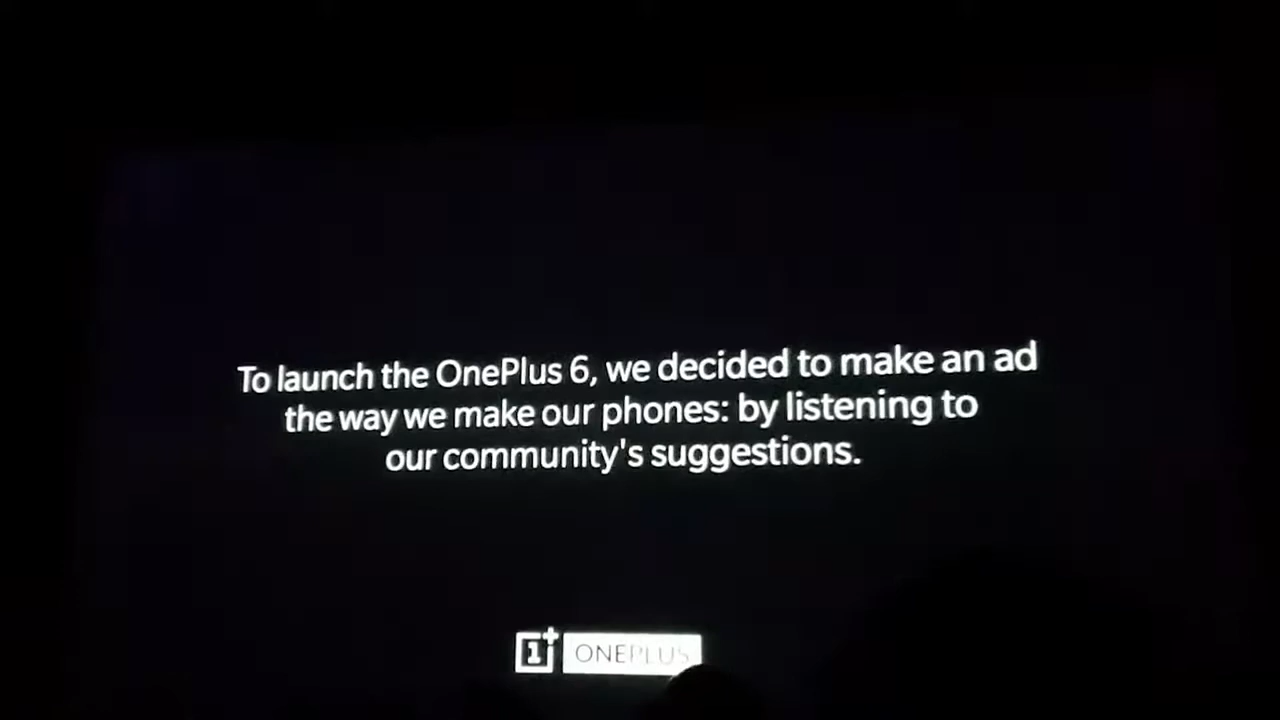 To launch the OnePlus 6, we decided to make an ad
the way we make our phones: by listening to
our community's suggestions.
1+ ONEPLUS